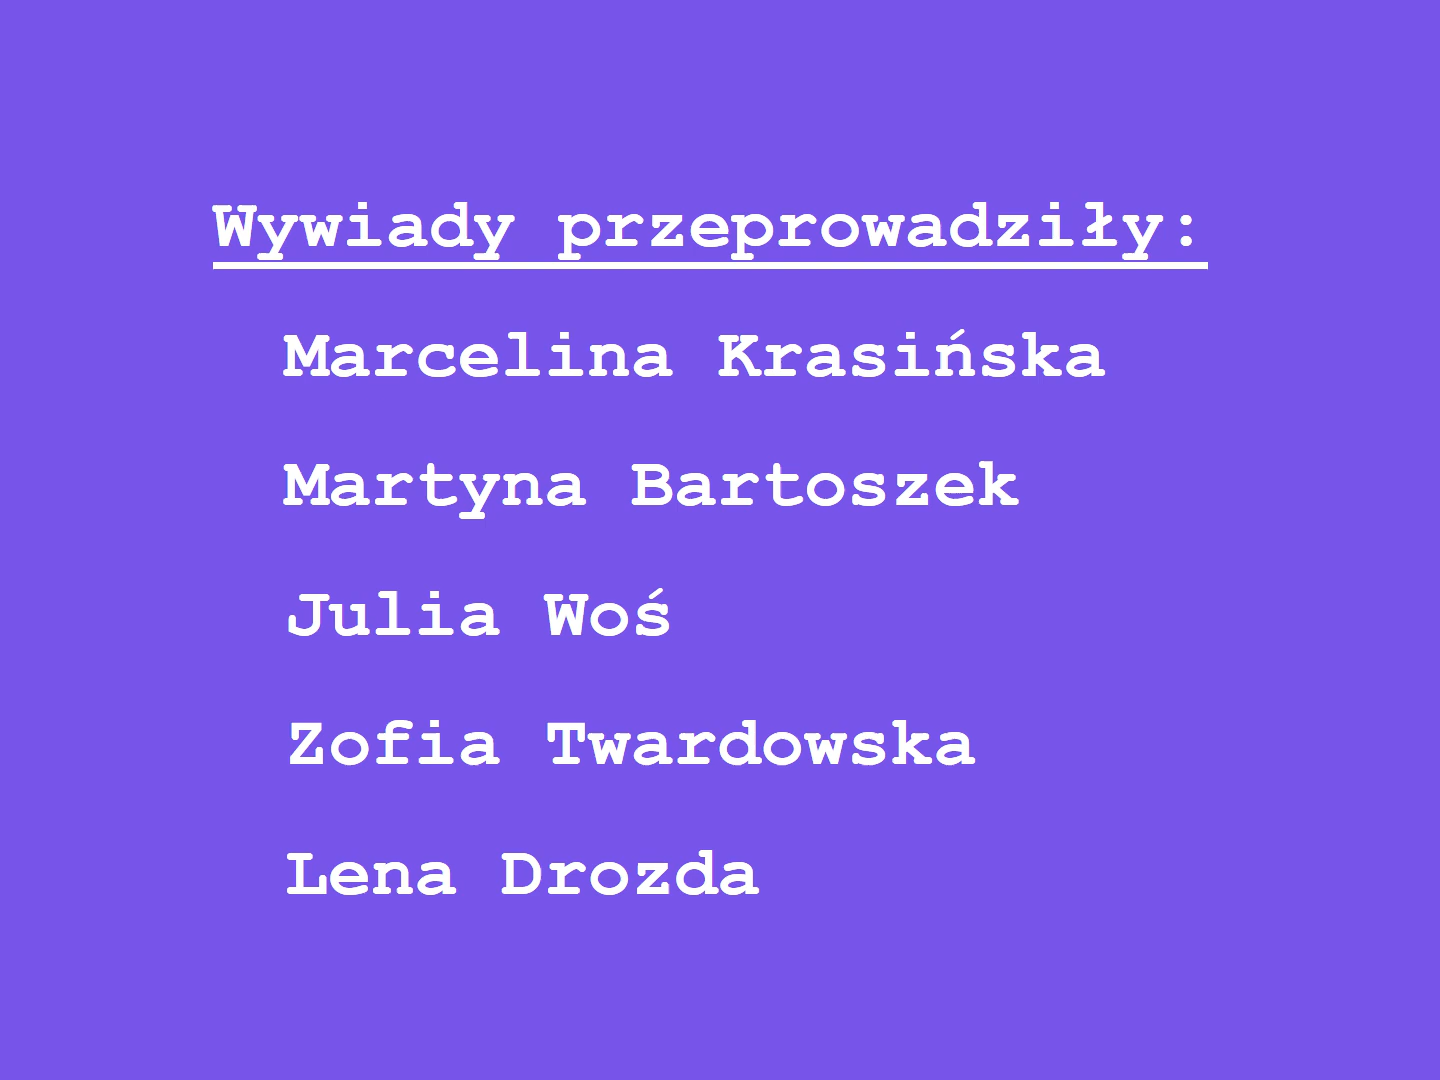 Wywiady przeprowadziły:
Marcelina Krasińska
Martyna Bartoszek
Julia Woś
Zofia Twardowska
Lena Drozda